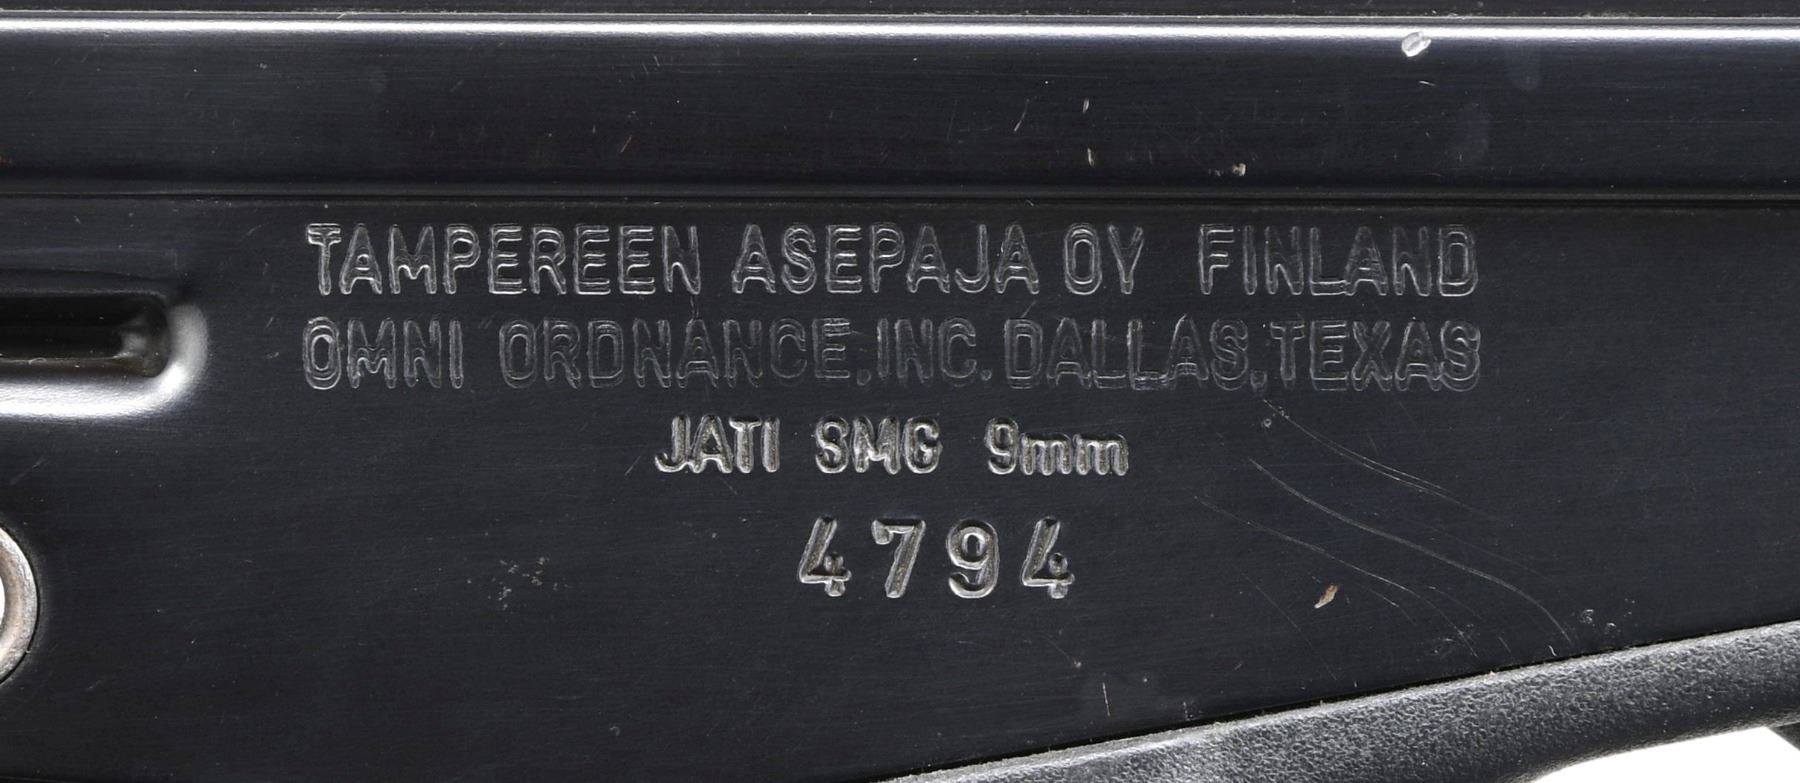 TAMPEREEN ASEPAJA OY FINLAND
OMNI ORDNANCE.INC. DALLAS,TEXAS
JATI SMG 9mm
4794